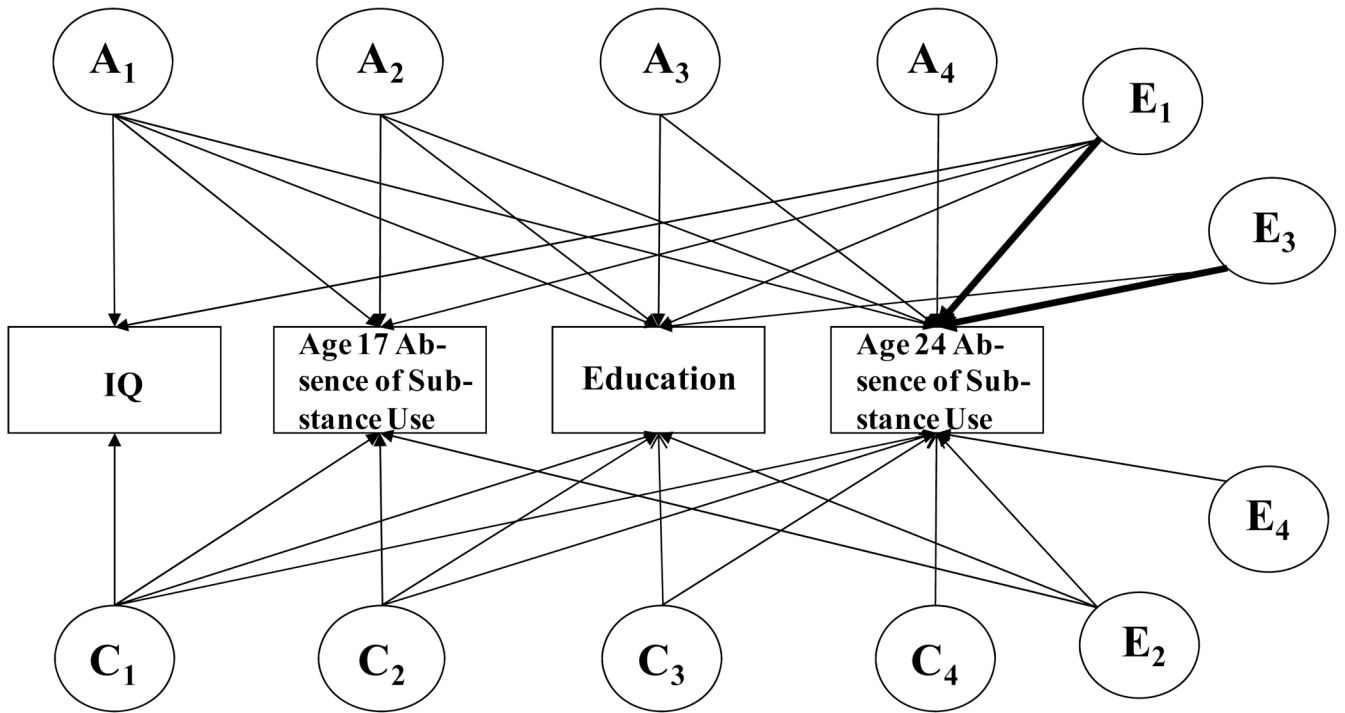 A1
A2
A3
A4
E1
E3
IQ
Age 17 Ab-
sence of Sub-
stance Use
Education
Age 24 Ab-
sence of Sub-
stance Use
E4
C1
C2
C3
C4
E2